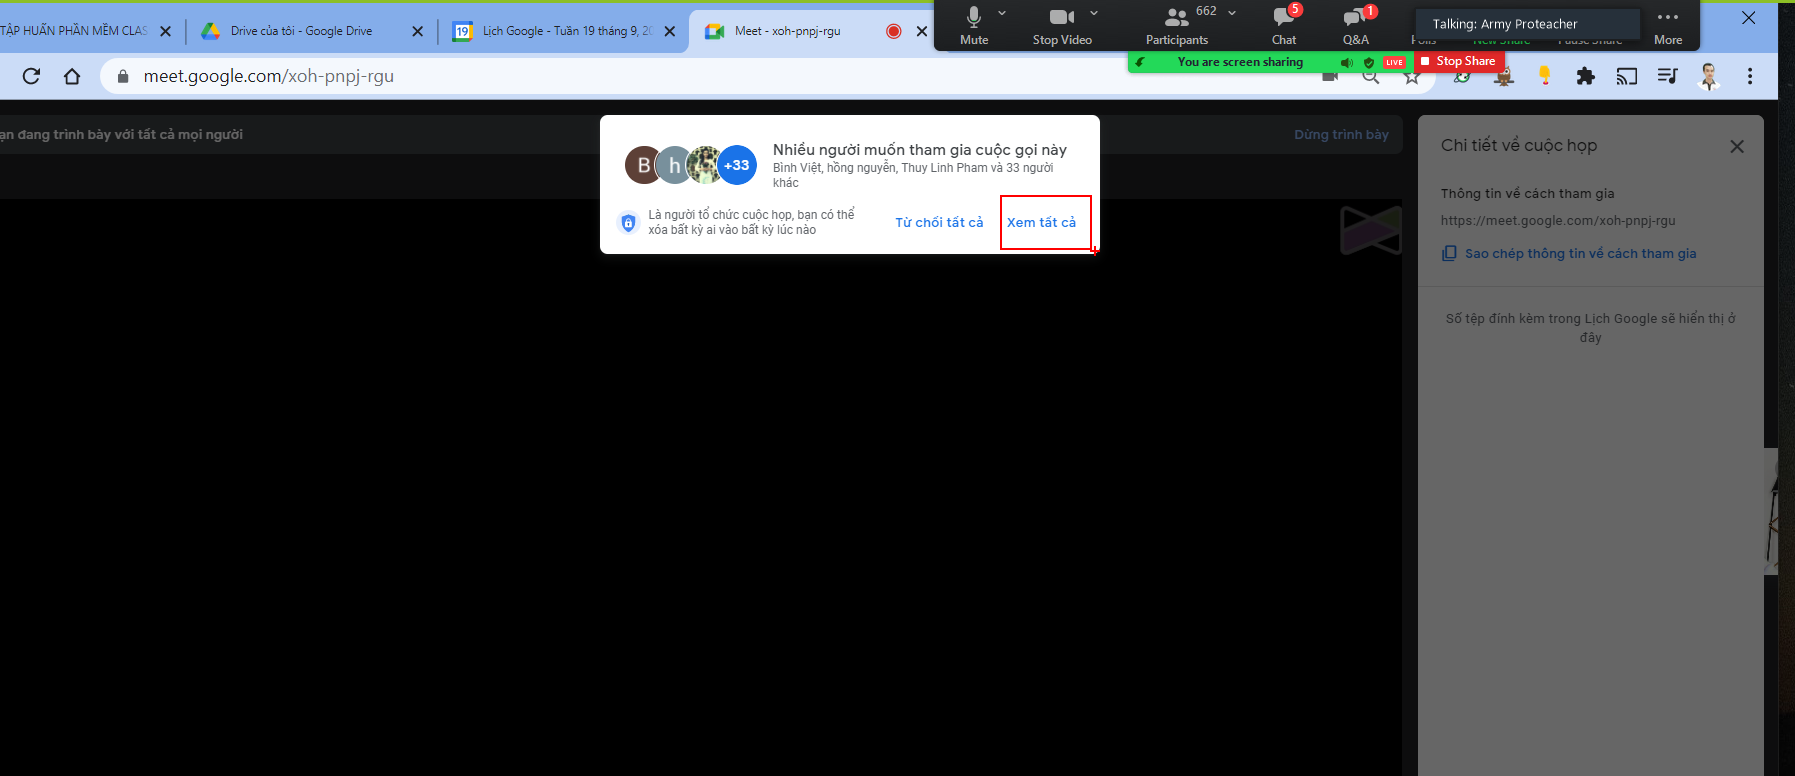 TẬP HUẤN PHẦN MỀM CLAS
Drive của tôi - Google Drive
19
Lịch Google - Tuần 19 tháng 9, 20
Meet - xoh-pnpj-rgu
Mute
Stop Video
662
Participants
5
Chat
1
Q&A
Talking: Army Proteacher
Polls
New Share
Pause Share
More
You are screen sharing
LIVE
Stop Share
meet.google.com/xoh-pnpj-rgu
ạn đang trình bày với tất cả mọi người
Dừng trình bày
B
h
+33
Nhiều người muốn tham gia cuộc gọi này
Bình Việt, hồng nguyễn, Thuy Linh Pham và 33 người
khác
Là người tổ chức cuộc họp, bạn có thể
xóa bất kỳ ai vào bất kỳ lúc nào
Từ chối tất cả
Xem tất cả
Chi tiết về cuộc họp
Thông tin về cách tham gia
https://meet.google.com/xoh-pnpj-rgu
Sao chép thông tin về cách tham gia
Số tệp đính kèm trong Lịch Google sẽ hiển thị ở
đây